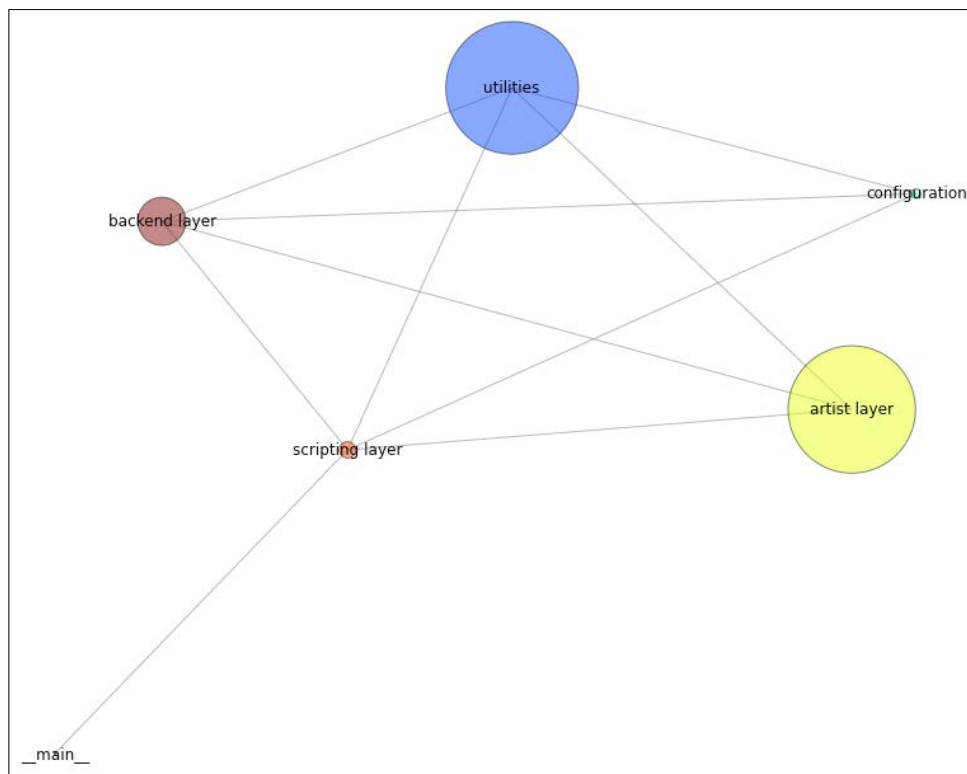 utilities
configuration
backend layer
artist layer
scripting layer
__main__